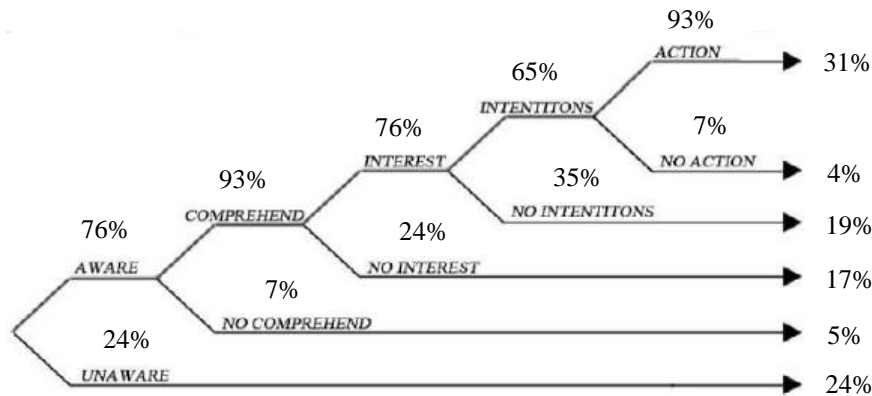 93%
ACTION
31%
65%
INTENTITONS
76%
7%
INTEREST
NO ACTION
4%
93%
35%
COMPREHEND
NO INTENTITONS
19%
76%
24%
AWARE
NO INTEREST
17%
7%
24%
NO COMPREHEND
5%
UNAWARE
24%